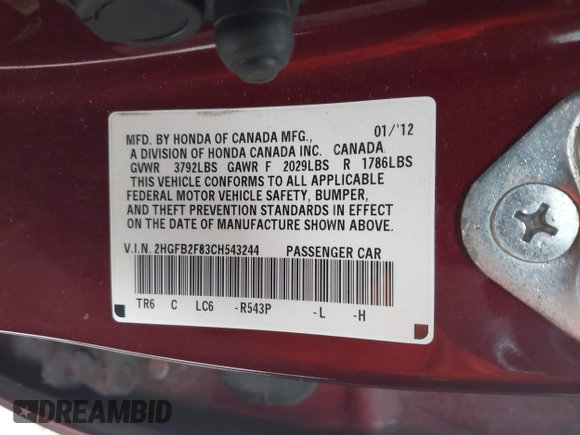 MFD. BY HONDA OF CANADA MFG., 01/'12
A DIVISION OF HONDA CANADA INC. CANADA
GVWR 3792LBS GAWR F 2029LBS R 1786LBS
THIS VEHICLE CONFORMS TO ALL APPLICABLE
FEDERAL MOTOR VEHICLE SAFETY, BUMPER,
AND THEFT PREVENTION STANDARDS IN EFFECT
ON THE DATE OF MANUFACTURE SHOWN ABOVE.
V.I.N. 2HGFB2F83CH543244 PASSENGER CAR
TR6 C LC6 -R543P -L -H
DREAMBID